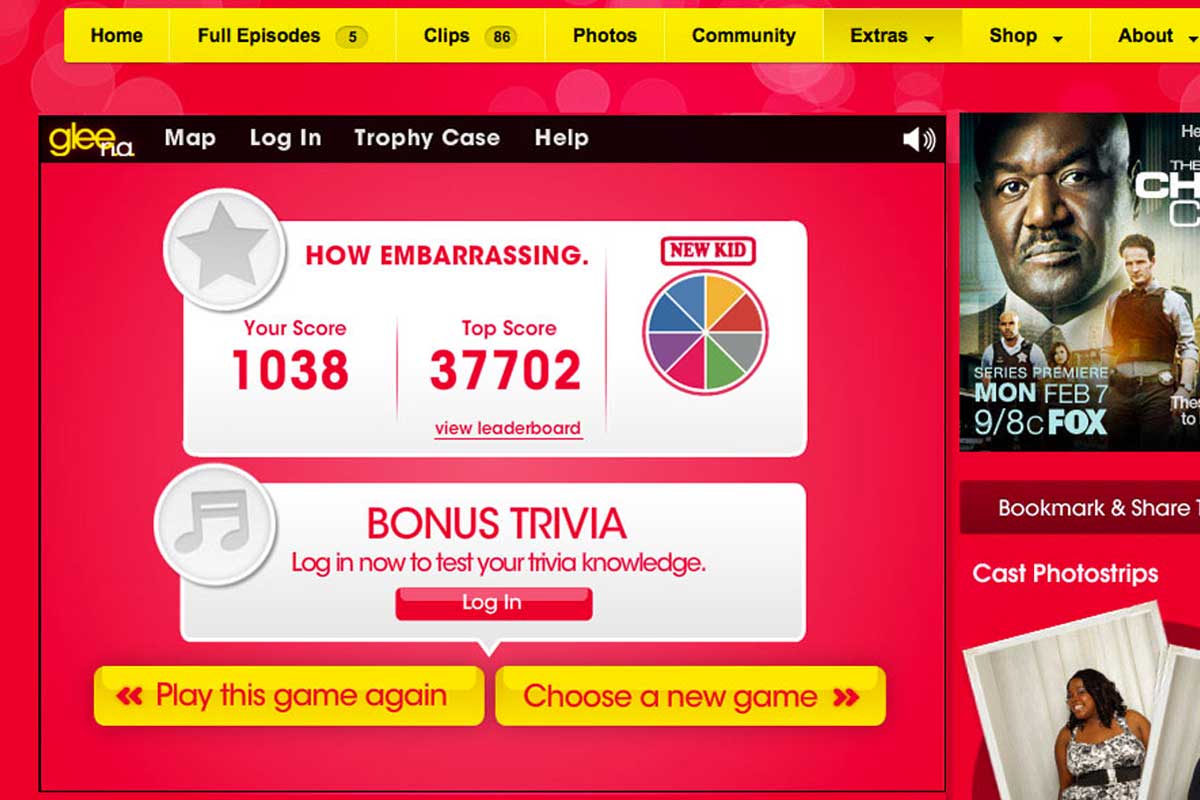 Home Full Episodes 5 Clips 86 Photos Community Extras Shop About
gleena Map Log In Trophy Case Help
HOW EMBARRASSING.
NEW KID
Your Score Top Score
1038 37702
view leaderboard
BONUS TRIVIA
Log in now to test your trivia knowledge.
Log In
Play this game again
Choose a new game
He
THE
CH
C
SERIES PREMIERE
MON FEB 7
9/8C FOX
Thes
to
Bookmark & Share T
Cast Photostrips